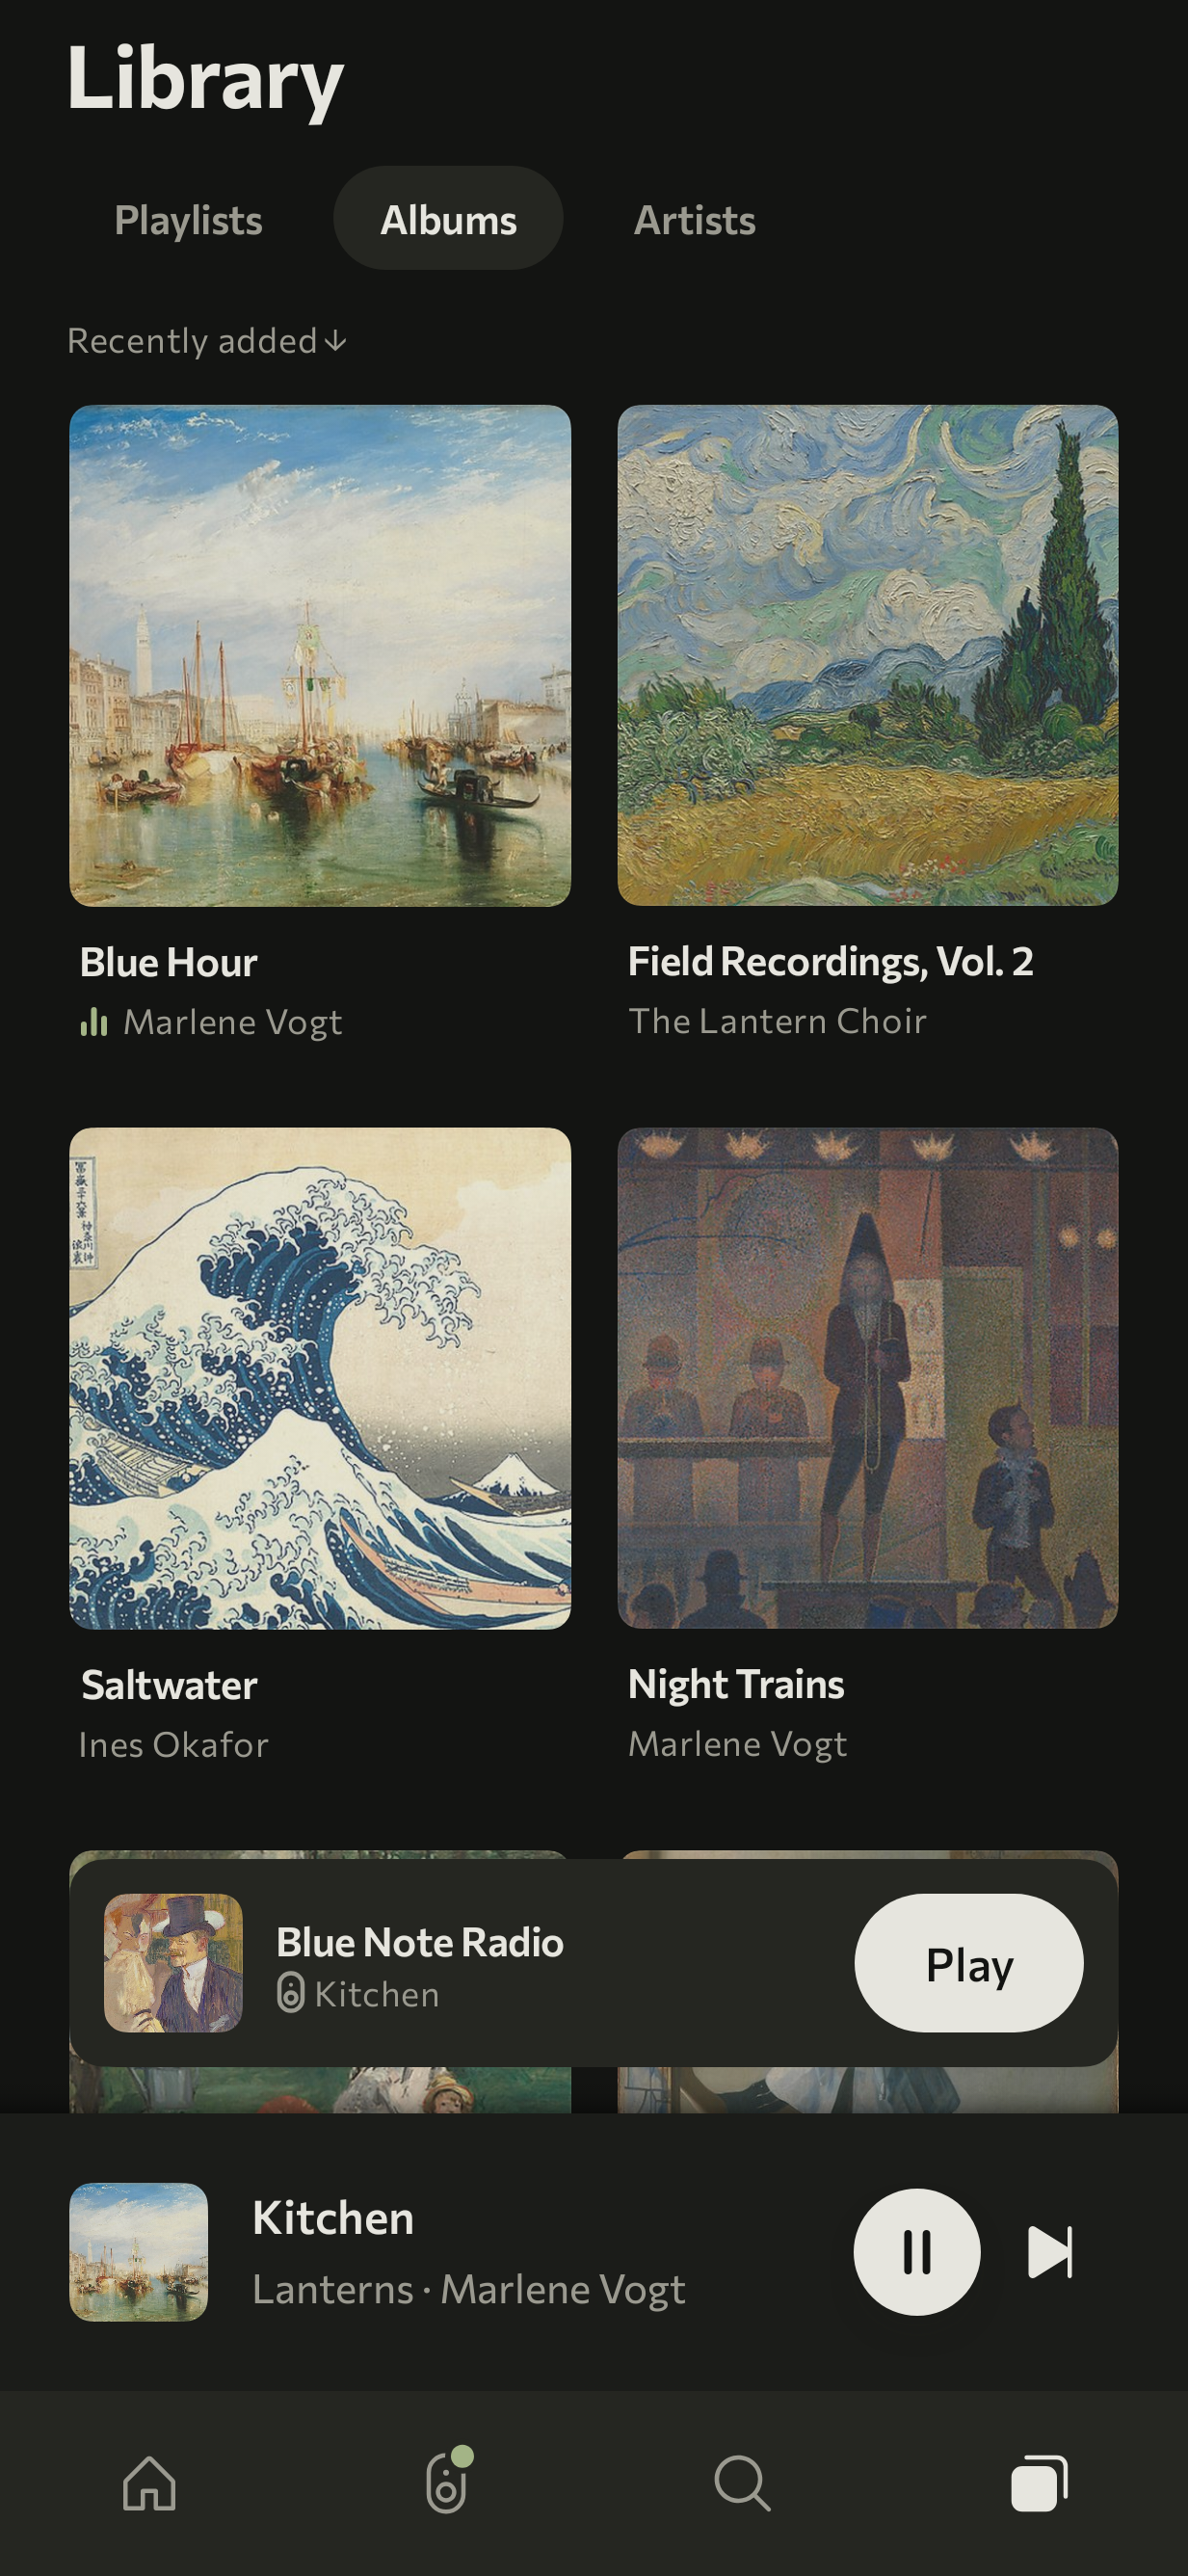 Library
Playlists
Albums
Artists
Recently added
Blue Hour
Marlene Vogt
Field Recordings, Vol. 2
The Lantern Choir
Saltwater
Ines Okafor
Night Trains
Marlene Vogt
Blue Note Radio
Kitchen
Play
Kitchen
Lanterns · Marlene Vogt